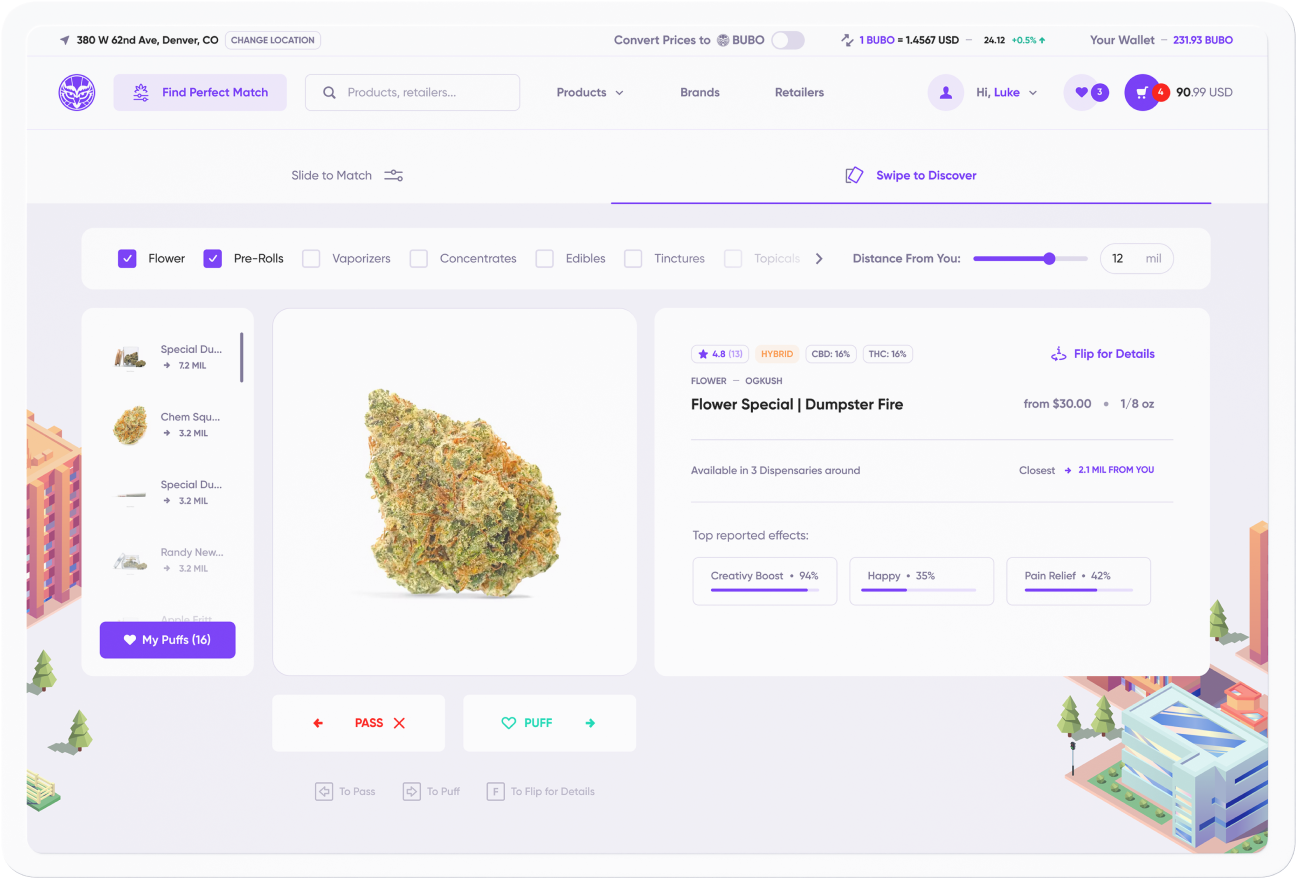 380 W 62nd Ave, Denver, CO CHANGE LOCATION
Convert Prices to BUBO
1 BUBO = 1.4567 USD — 24.12 +0.5%
Your Wallet — 231.93 BUBO
Find Perfect Match
Products, retailers...
Products
Brands
Retailers
Hi, Luke
3
4
90.99 USD
Slide to Match
Swipe to Discover
Flower
Pre-Rolls
Vaporizers
Concentrates
Edibles
Tinctures
Topicals
Distance From You:
12 mil
Special Du...
7.2 MIL
Chem Squ...
3.2 MIL
Special Du...
3.2 MIL
Randy New...
3.2 MIL
Apple Fritt
My Puffs (16)
4.8 (13)
HYBRID
CBD: 16%
THC: 16%
Flip for Details
FLOWER — OGKUSH
Flower Special | Dumpster Fire
from $30.00 • 1/8 oz
Available in 3 Dispensaries around
Closest 2.1 MIL FROM YOU
Top reported effects:
Creativy Boost • 94%
Happy • 35%
Pain Relief • 42%
PASS
PUFF
To Pass
To Puff
F To Flip for Details